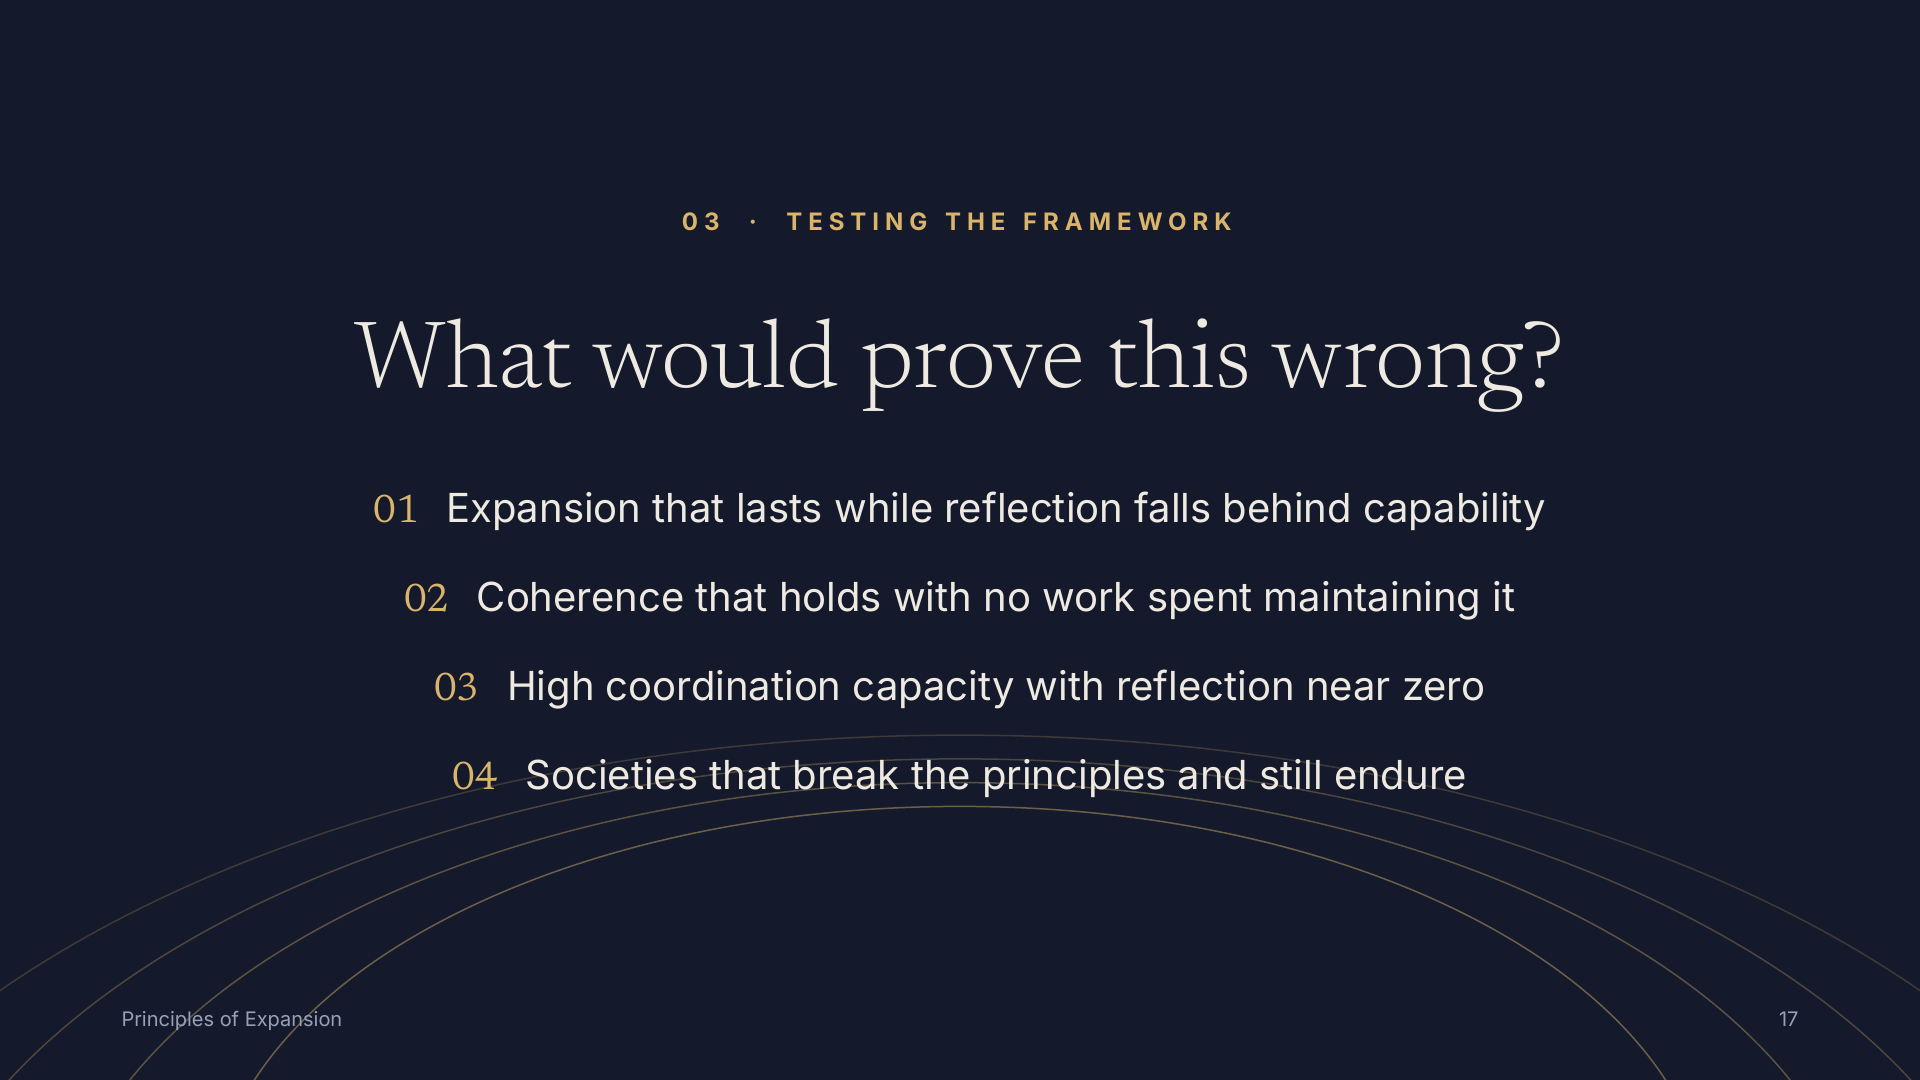 03 · TESTING THE FRAMEWORK
What would prove this wrong?
01 Expansion that lasts while reflection falls behind capability
02 Coherence that holds with no work spent maintaining it
03 High coordination capacity with reflection near zero
04 Societies that break the principles and still endure
Principles of Expansion
17